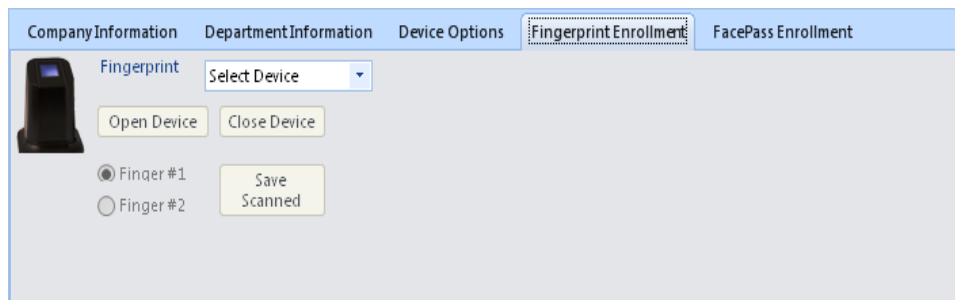 Company Information Department Information Device Options Fingerprint Enrollment FacePass Enrollment
Fingerprint Select Device
Open Device Close Device
Finger #1
Finger #2
Save
Scanned